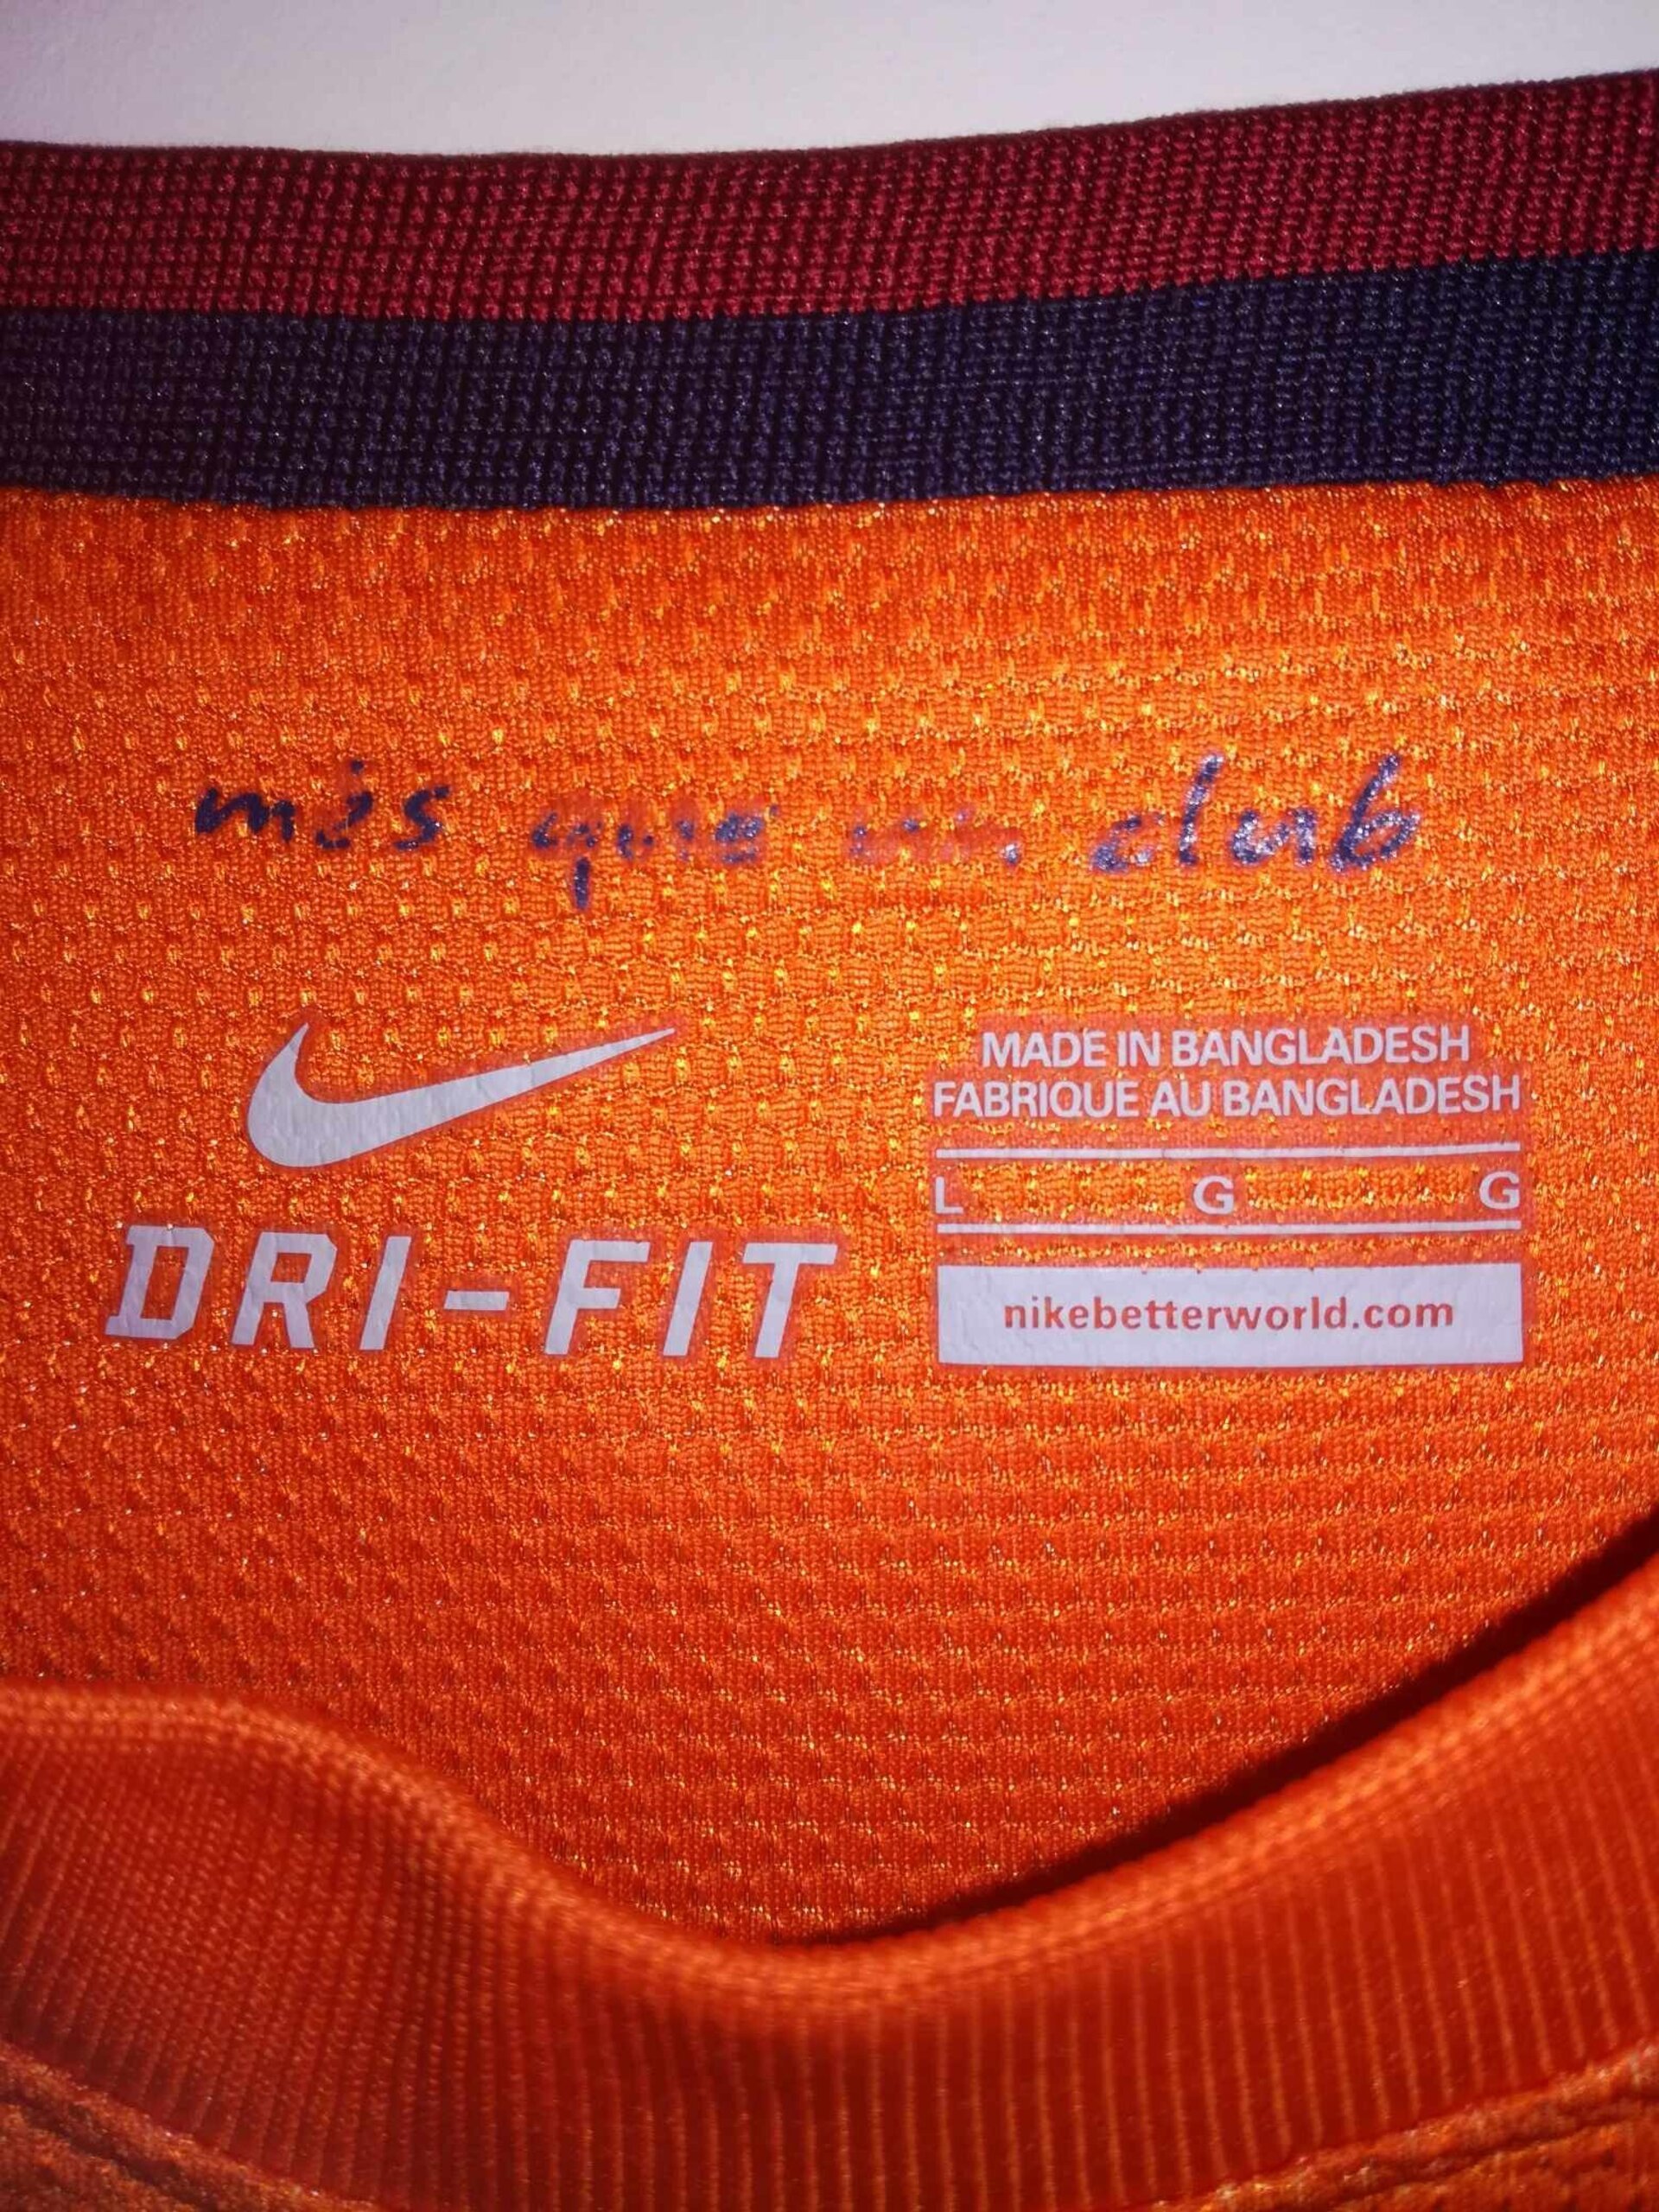 més que un club
MADE IN BANGLADESH
FABRIQUE AU BANGLADESH
L G G
DRI-FIT
nikebetterworld.com